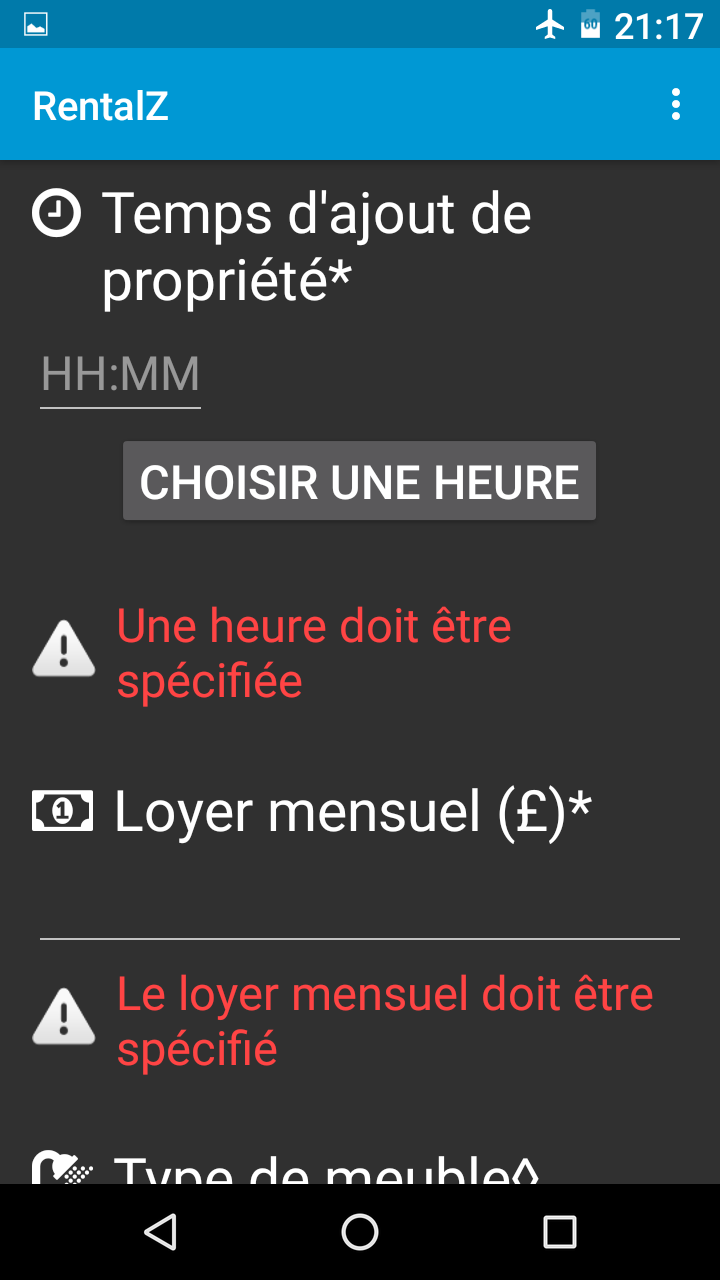 60 21:17
RentalZ
Temps d'ajout de
propriété*
HH:MM
CHOISIR UNE HEURE
Une heure doit être
spécifiée
Loyer mensuel (£)*
Le loyer mensuel doit être
spécifié
Type de meuble◊